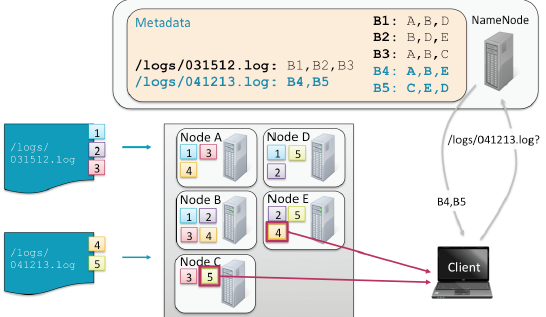 Metadata
B1: A,B,D
B2: B,D,E
B3: A,B,C
B4: A,B,E
B5: C,E,D
/logs/031512.log: B1,B2,B3
/logs/041213.log: B4,B5
NameNode
/logs/041213.log?
B4,B5
Client
/logs/
031512.log
1
2
3
/logs/
041213.log
4
5
Node A
1 3
4
Node D
1 5
2
Node B
1 2
3 4
Node E
2 5
4
Node C
3 5